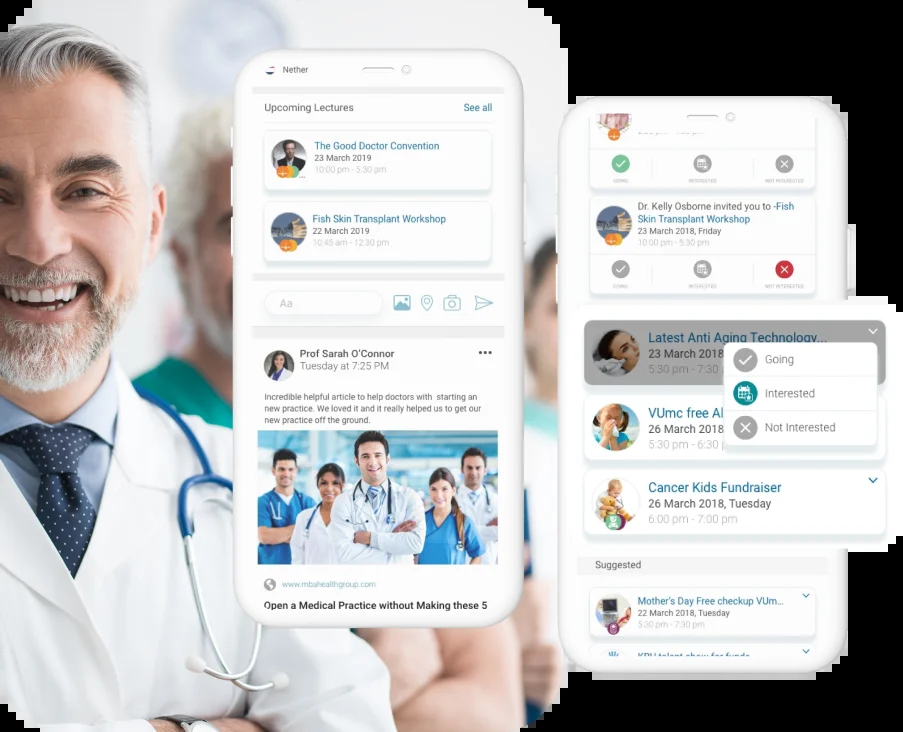 Nether
Upcoming Lectures
See all
The Good Doctor Convention
23 March 2019
10:00 pm - 5:30 pm
Fish Skin Transplant Workshop
22 March 2019
10:45 am - 12:30 pm
Aa
Prof Sarah O'Connor
Tuesday at 7:25 PM
Incredible helpful article to help doctors with starting an
new practice. We loved it and it really helped us to get our
new practice off the ground.
www.mbahealthgroup.com
Open a Medical Practice without Making these 5
GOING
INTERESTED
NOT INTERESTED
Dr. Kelly Osborne invited you to -Fish
Skin Transplant Workshop
23 March 2018, Friday
10:00 pm - 5:30 pm
GOING
INTERESTED
NOT INTERESTED
Latest Anti Aging Technology...
23 March 2018
5:30 pm - 7:30
Going
Interested
Not Interested
VUmc free Al
26 March 2018
5:30 pm - 6:30
Cancer Kids Fundraiser
26 March 2018, Tuesday
6:00 pm - 7:00 pm
Suggested
Mother's Day Free checkup VUm...
22 March 2018, Tuesday
5:30 pm - 7:30 pm
KPU talent show for funds